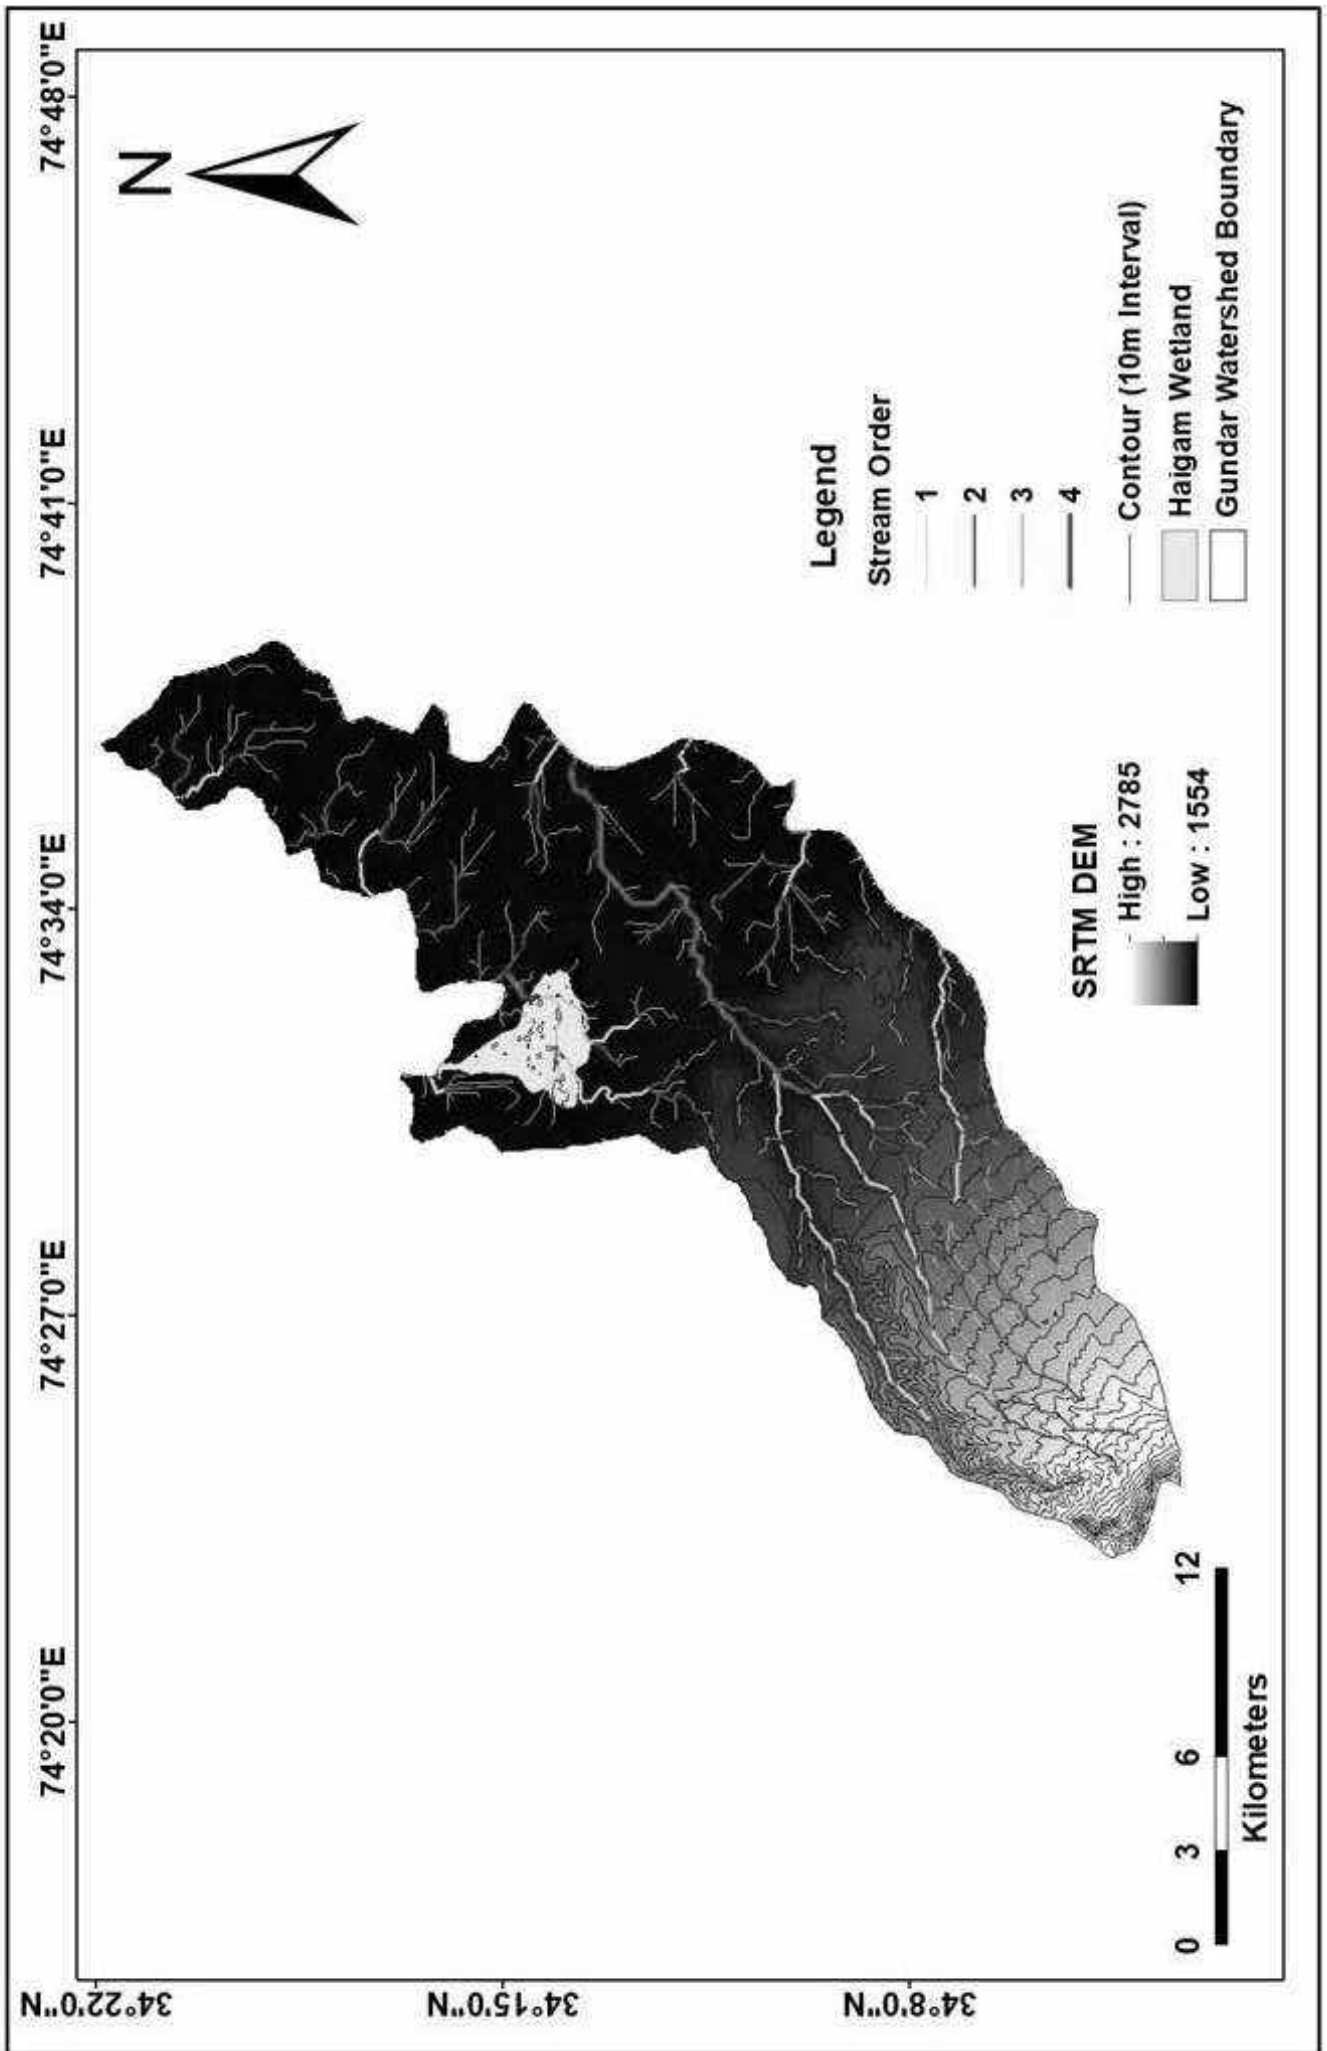 74°20'0"E
74°27'0"E
74°34'0"E
74°41'0"E
74°48'0"E
34°22'0"N
34°15'0"N
34°8'0"N
N
Legend
Stream Order
1
2
3
4
Contour (10m Interval)
Haigam Wetland
Gundar Watershed Boundary
SRTM DEM
High : 2785
Low : 1554
0 3 6 12
Kilometers